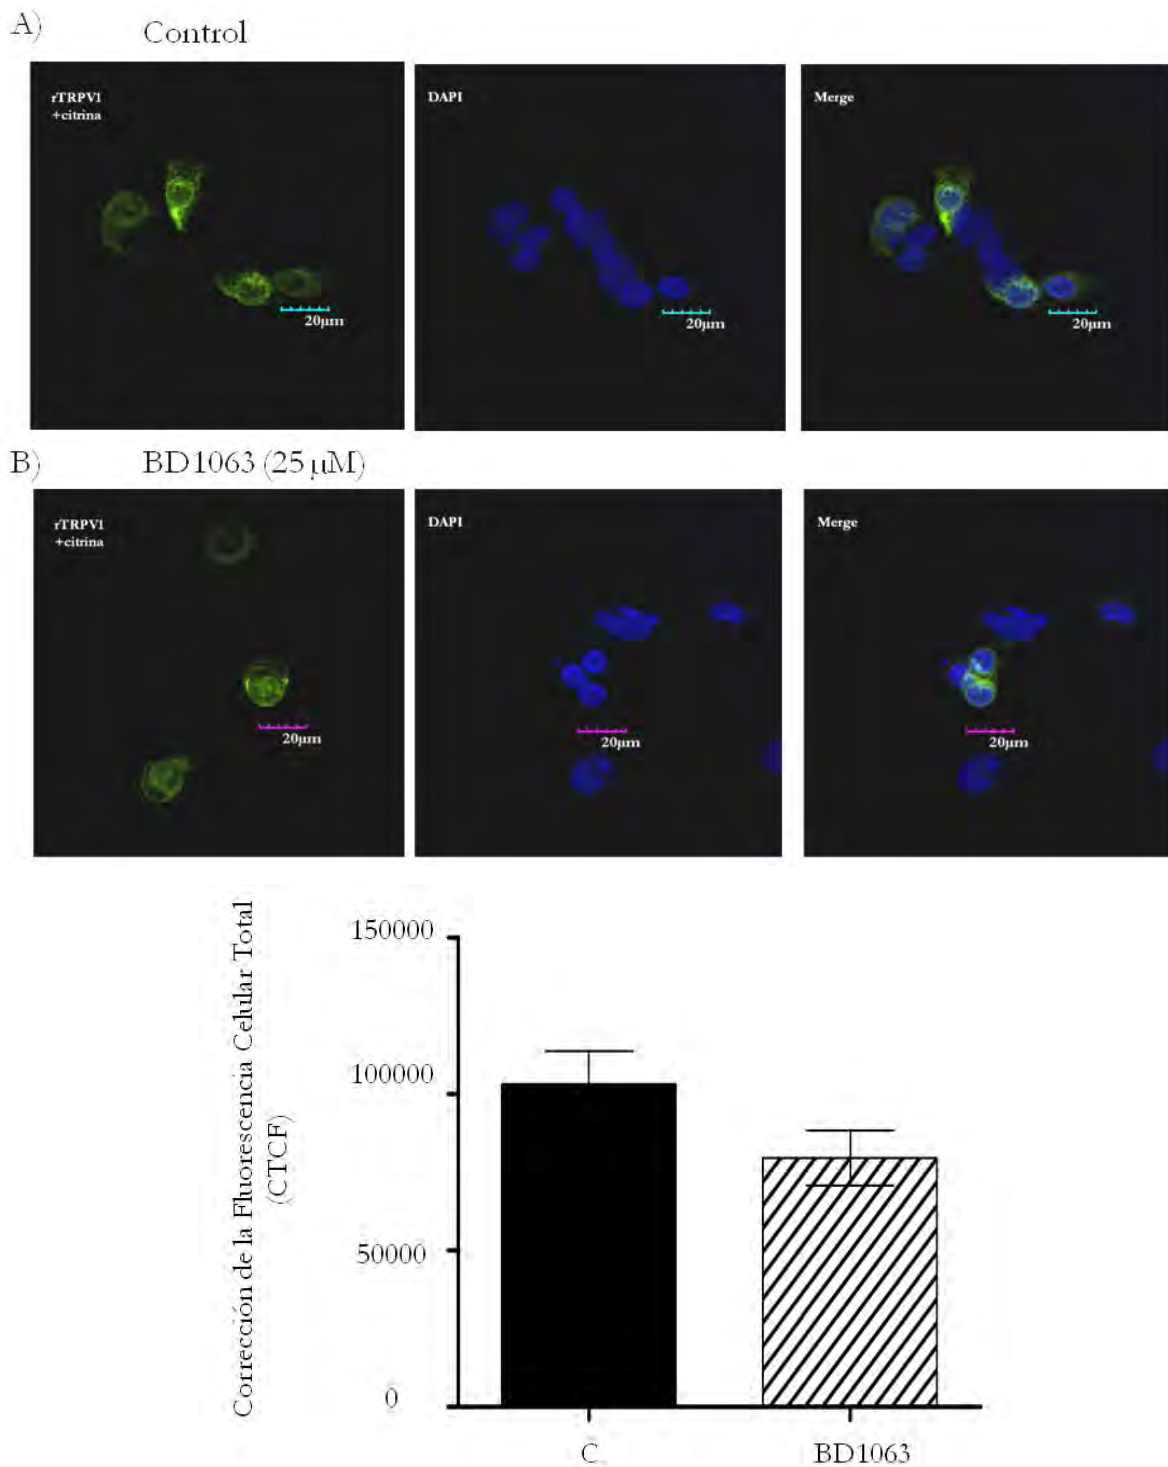 A)
Control
rTRPV1
+citrina
DAPI
Merge
20µm
20µm
20µm
B)
BD1063 (25 µM)
rTRPV1
+citrina
DAPI
Merge
20µm
20µm
20µm
Corrección de la Fluorescencia Celular Total
(CTCF)
150000
100000
50000
0
C
BD1063